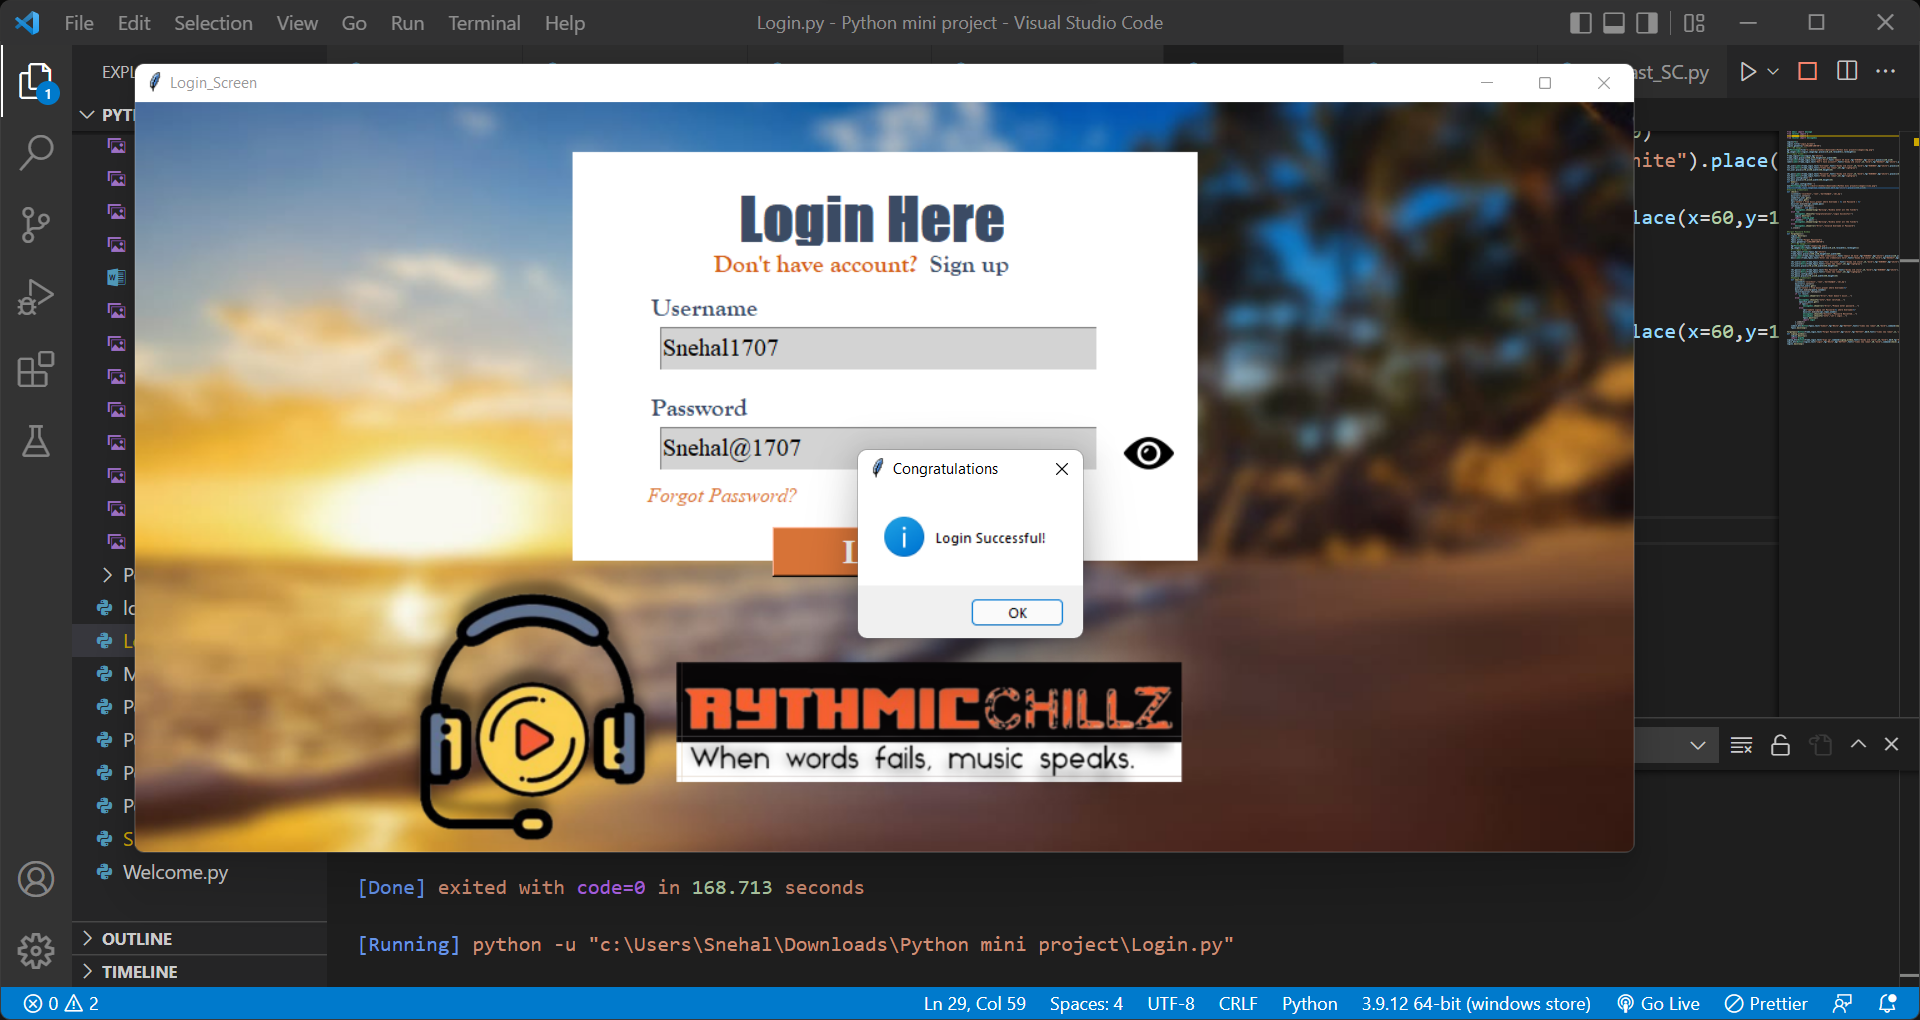 File Edit Selection View Go Run Terminal Help
Login.py - Python mini project - Visual Studio Code
1
Login_Screen
ast_SC.py
Login Here
Don't have account? Sign up
Username
Snehal1707
Password
Snehal@1707
Forgot Password?
Congratulations
Login Successful!
OK
RYTHMIC CHILLZ
When words fails, music speaks.
").place(
lace(x=60,y=1
lace(x=60,y=1
Welcome.py
OUTLINE
TIMELINE
[Done] exited with code=0 in 168.713 seconds
[Running] python -u "c:\Users\Snehal\Downloads\Python mini project\Login.py"
0 2
Ln 29, Col 59 Spaces: 4 UTF-8 CRLF Python 3.9.12 64-bit (windows store) Go Live Prettier